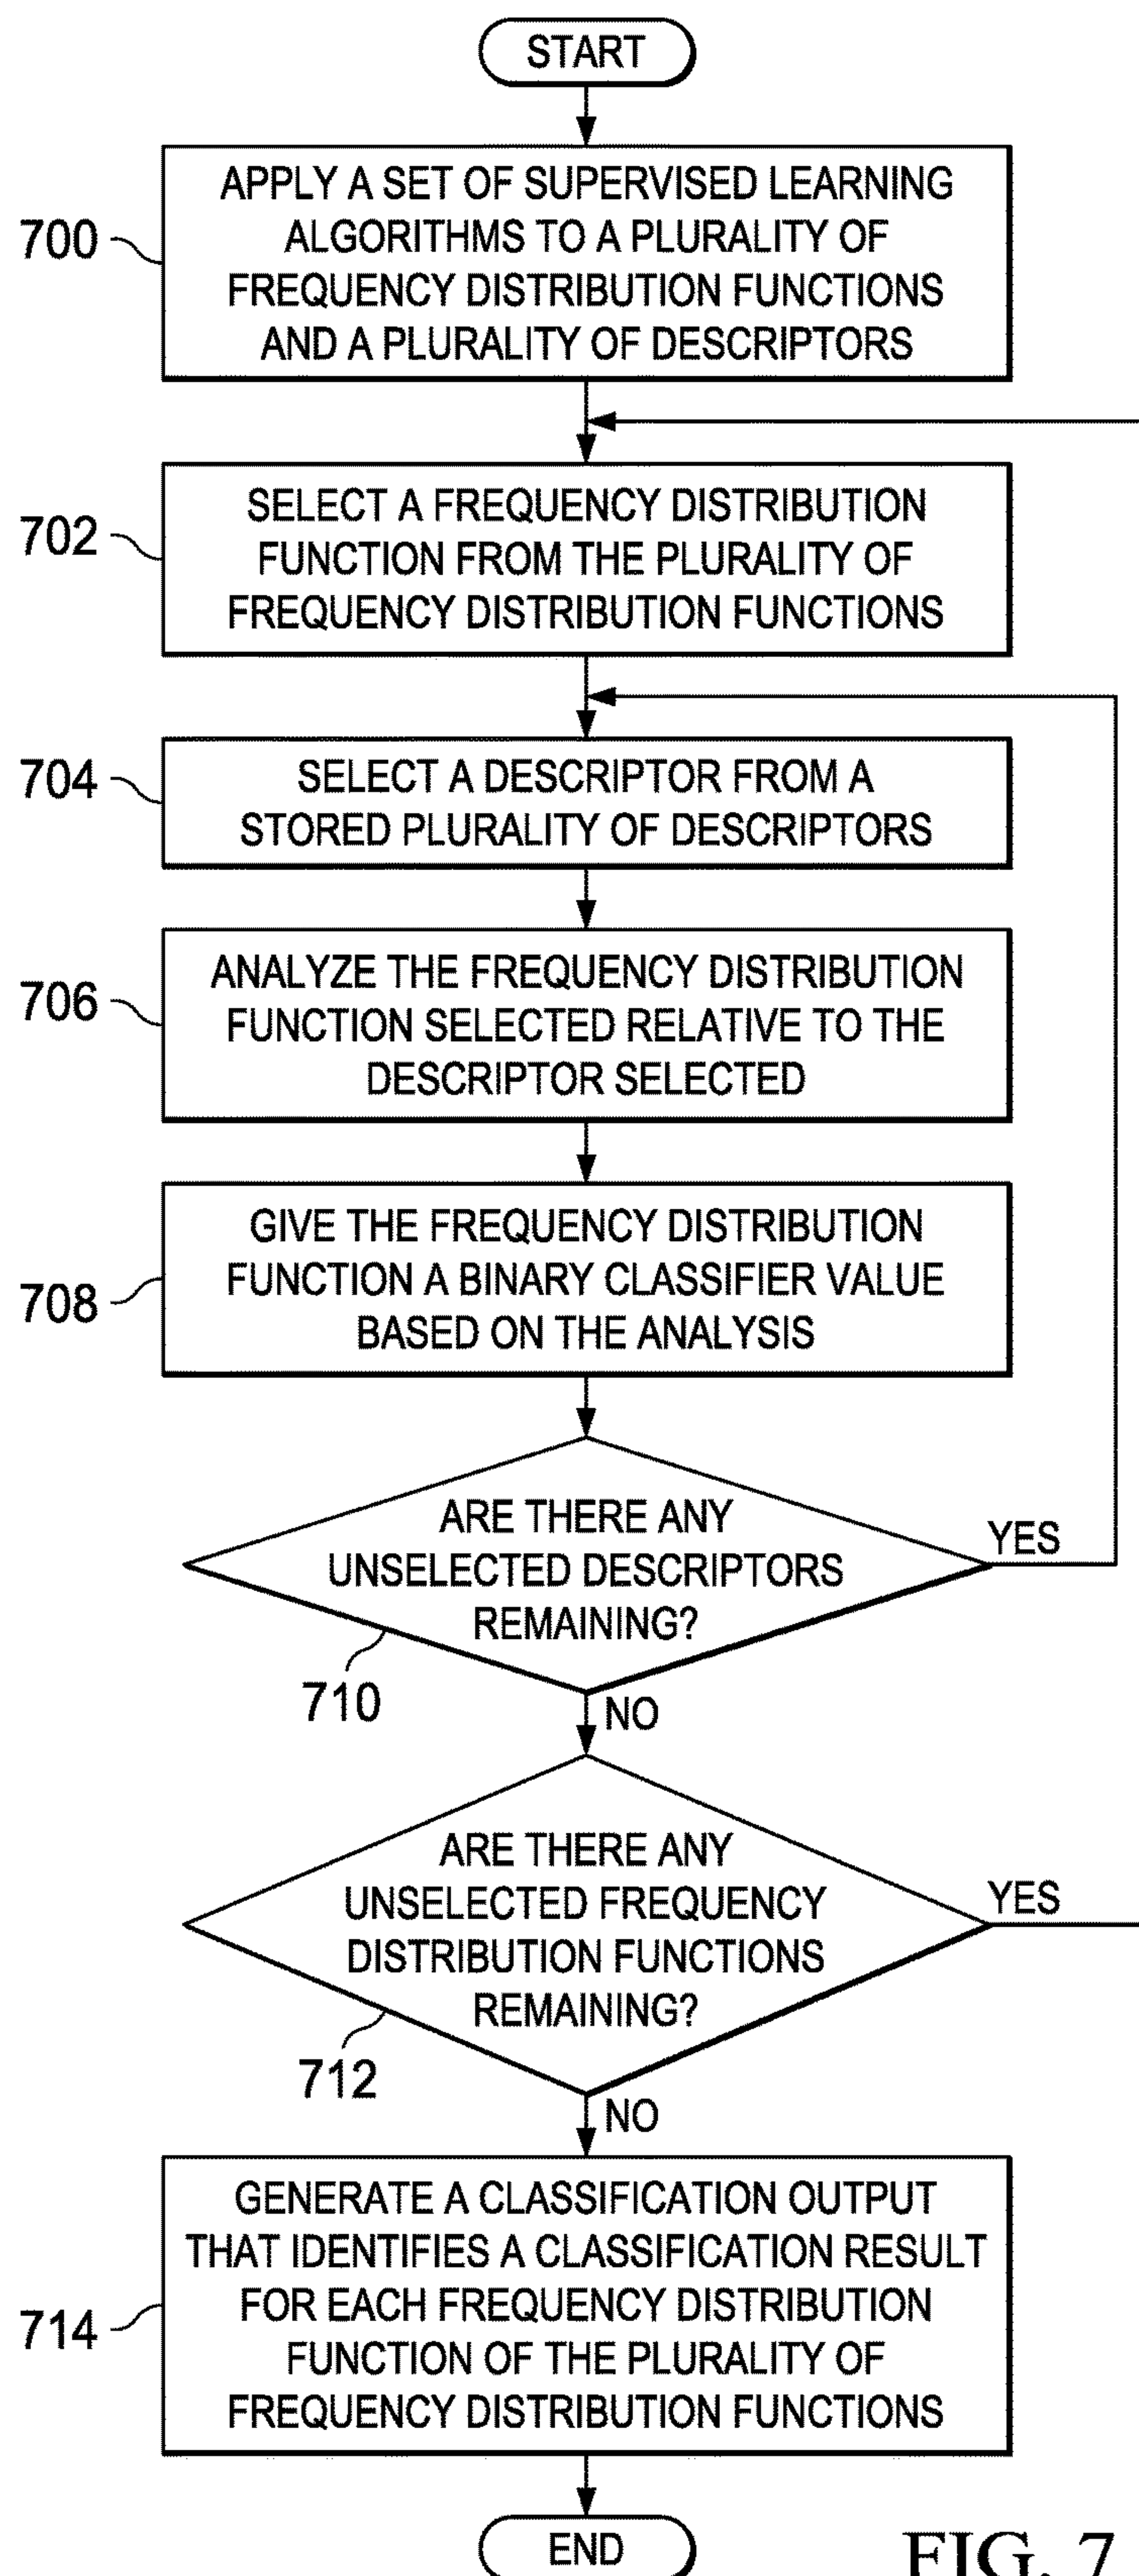 START
700
APPLY A SET OF SUPERVISED LEARNING
ALGORITHMS TO A PLURALITY OF
FREQUENCY DISTRIBUTION FUNCTIONS
AND A PLURALITY OF DESCRIPTORS
702
SELECT A FREQUENCY DISTRIBUTION
FUNCTION FROM THE PLURALITY OF
FREQUENCY DISTRIBUTION FUNCTIONS
704
SELECT A DESCRIPTOR FROM A
STORED PLURALITY OF DESCRIPTORS
706
ANALYZE THE FREQUENCY DISTRIBUTION
FUNCTION SELECTED RELATIVE TO THE
DESCRIPTOR SELECTED
708
GIVE THE FREQUENCY DISTRIBUTION
FUNCTION A BINARY CLASSIFIER VALUE
BASED ON THE ANALYSIS
ARE THERE ANY
UNSELECTED DESCRIPTORS
REMAINING?
YES
710
NO
ARE THERE ANY
UNSELECTED FREQUENCY
DISTRIBUTION FUNCTIONS
REMAINING?
YES
712
NO
714
GENERATE A CLASSIFICATION OUTPUT
THAT IDENTIFIES A CLASSIFICATION RESULT
FOR EACH FREQUENCY DISTRIBUTION
FUNCTION OF THE PLURALITY OF
FREQUENCY DISTRIBUTION FUNCTIONS
END
FIG. 7